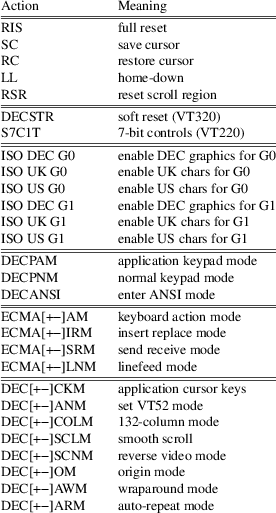 Action Meaning
RIS full reset
SC save cursor
RC restore cursor
LL home-down
RSR reset scroll region
DECSTR soft reset (VT320)
S7C1T 7-bit controls (VT220)
ISO DEC G0 enable DEC graphics for G0
ISO UK G0 enable UK chars for G0
ISO US G0 enable US chars for G0
ISO DEC G1 enable DEC graphics for G1
ISO UK G1 enable UK chars for G1
ISO US G1 enable US chars for G1
DECPAM application keypad mode
DECPNM normal keypad mode
DECANSI enter ANSI mode
ECMA[+−]AM keyboard action mode
ECMA[+−]IRM insert replace mode
ECMA[+−]SRM send receive mode
ECMA[+−]LNM linefeed mode
DEC[+−]CKM application cursor keys
DEC[+−]ANM set VT52 mode
DEC[+−]COLM 132-column mode
DEC[+−]SCLM smooth scroll
DEC[+−]SCNM reverse video mode
DEC[+−]OM origin mode
DEC[+−]AWM wraparound mode
DEC[+−]ARM auto-repeat mode